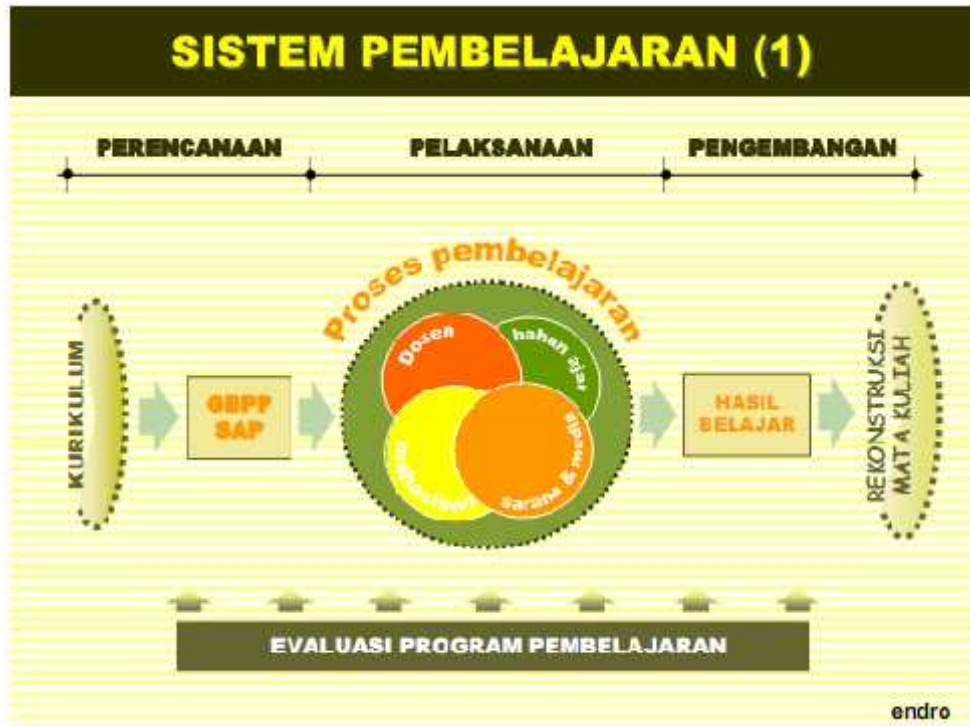 SISTEM PEMBELAJARAN (1)
PERENCANAAN
PELAKSANAAN
PENGEMBANGAN
Proses pembelajaran
KURIKULUM
GBPP
SAP
Dosen
bahan ajar
mahasiswa
sarana & media
HASIL
BELAJAR
REKONSTRUKSI
MATA KULIAH
EVALUASI PROGRAM PEMBELAJARAN
endro